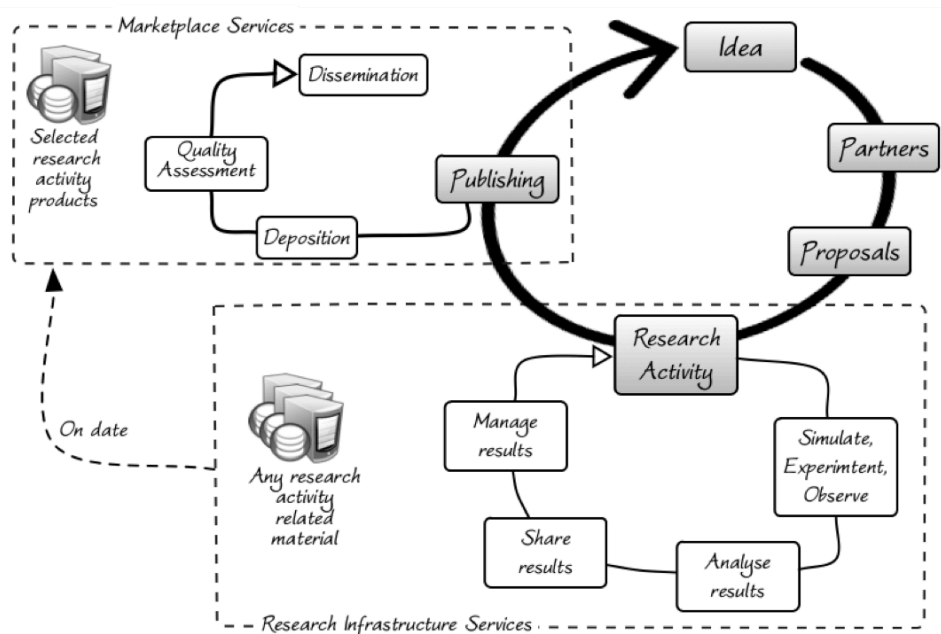 Marketplace Services
Selected
research
activity
products
Dissemination
Quality
Assessment
Deposition
Publishing
Idea
Partners
Proposals
Research
Activity
On date
Any research
activity
related
material
Manage
results
Simulate,
Experimtent,
Observe
Share
results
Analyse
results
Research Infrastructure Services